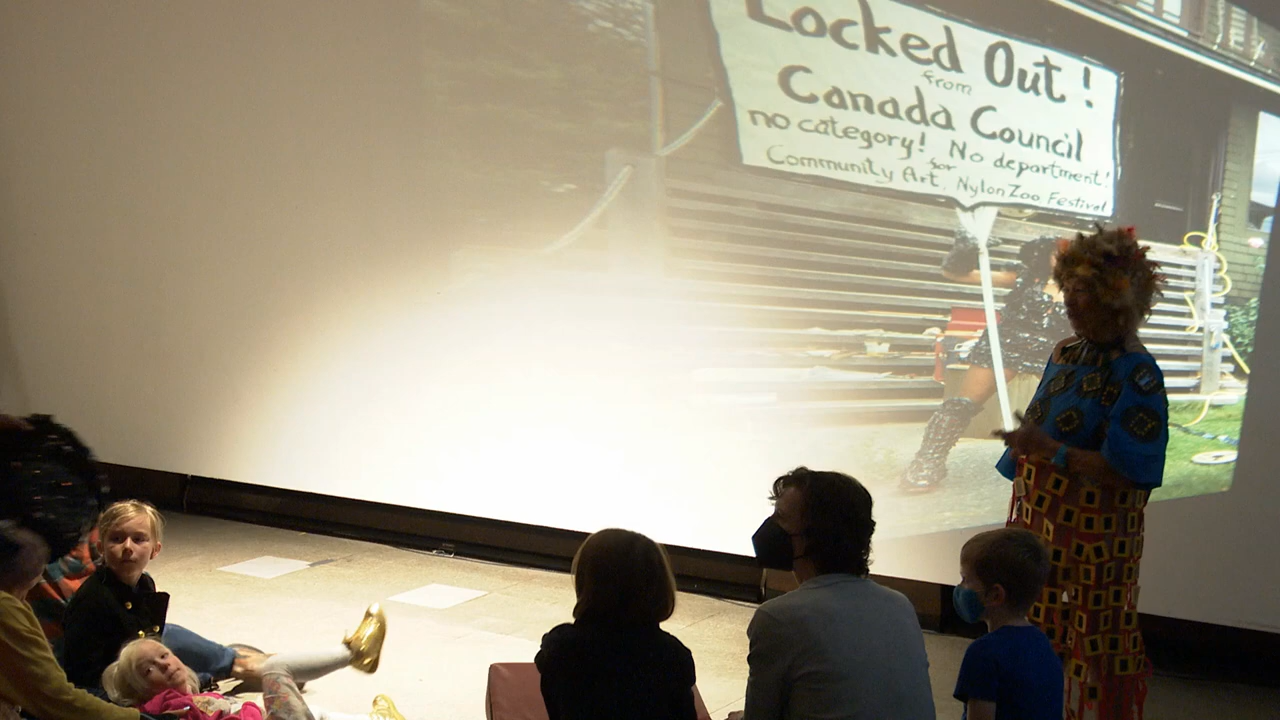 Locked Out!
from
Canada Council
no category! No department!
for
Community Art, Nylon Zoo Festival